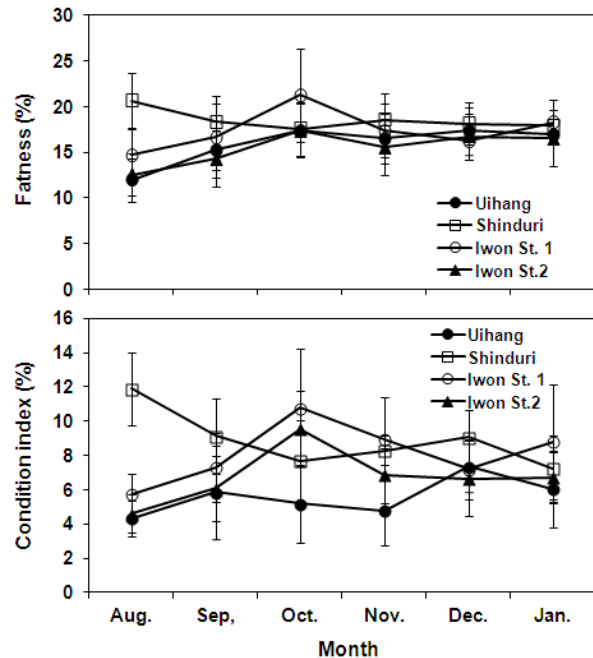 30
25
20
15
10
5
0
Fatness (%)
Uihang
Shinduri
Iwon St. 1
Iwon St.2
16
14
12
10
8
6
4
2
0
Condition index (%)
Uihang
Shinduri
Iwon St. 1
Iwon St.2
Aug. Sep, Oct. Nov. Dec. Jan.
Month